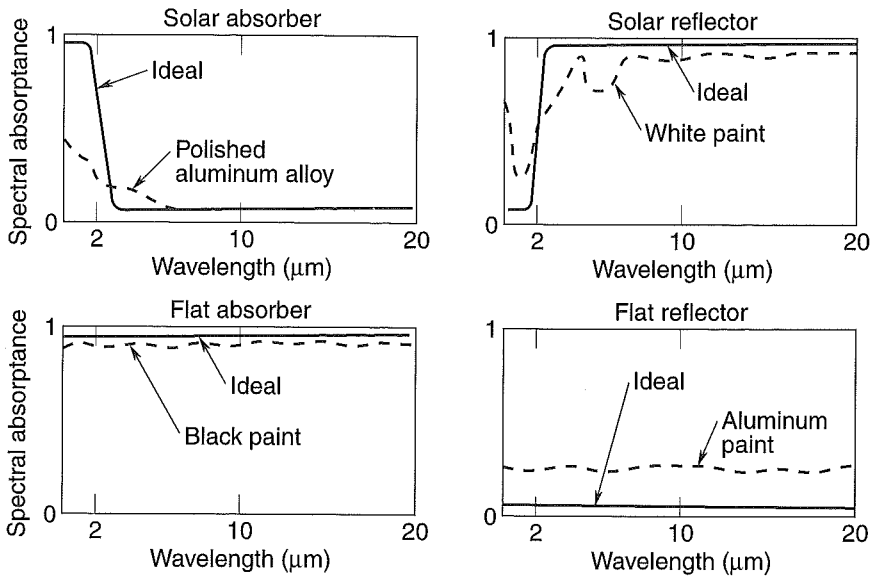 Solar absorber
Spectral absorptance
1
0
Ideal
Polished
aluminum alloy
2
10
20
Wavelength (μm)
Solar reflector
1
0
Ideal
White paint
2
10
20
Wavelength (μm)
Flat absorber
Spectral absorptance
1
0
Ideal
Black paint
2
10
20
Wavelength (μm)
Flat reflector
1
0
Ideal
Aluminum
paint
2
10
20
Wavelength (μm)